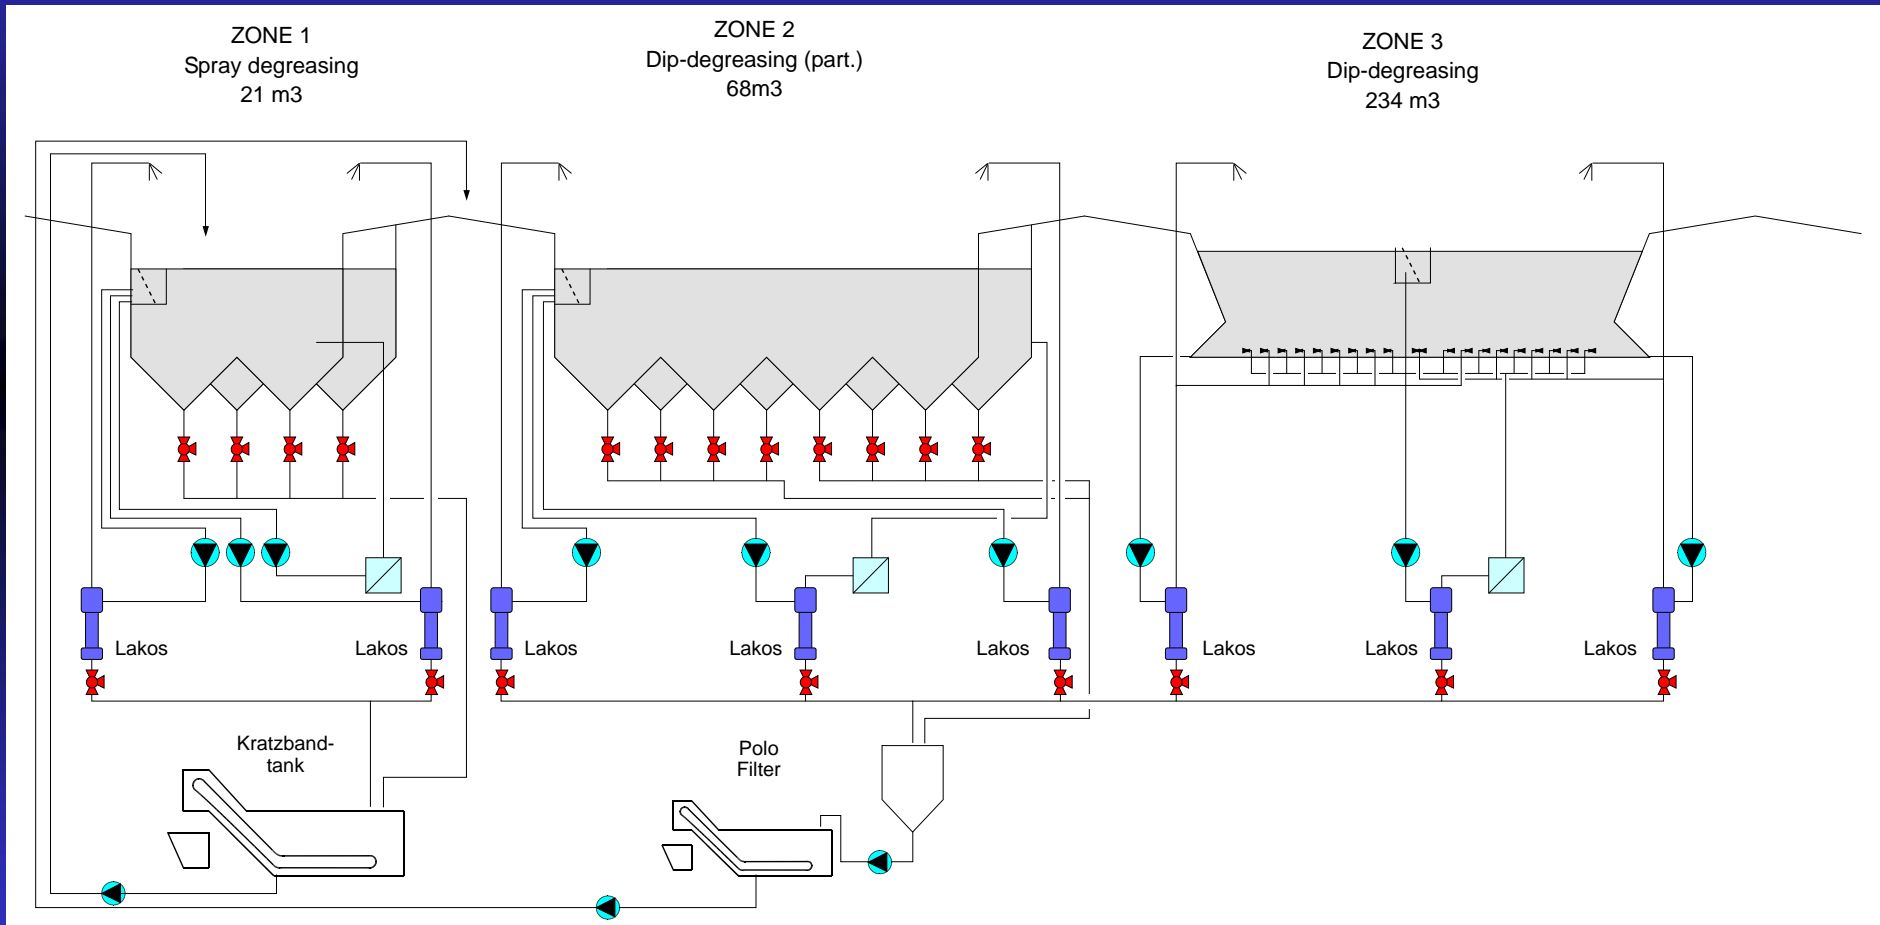 ZONE 1
Spray degreasing
21 m3
ZONE 2
Dip-degreasing (part.)
68m3
ZONE 3
Dip-degreasing
234 m3
Lakos
Lakos
Lakos
Lakos
Lakos
Lakos
Lakos
Lakos
Kratzband-
tank
Polo
Filter